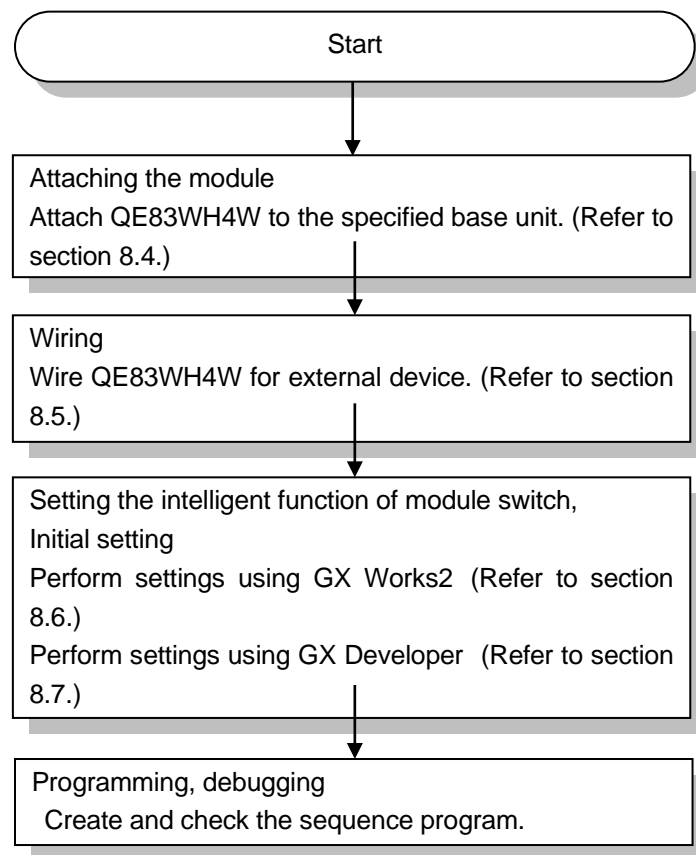 Start
Attaching the module
Attach QE83WH4W to the specified base unit. (Refer to
section 8.4.)
Wiring
Wire QE83WH4W for external device. (Refer to section
8.5.)
Setting the intelligent function of module switch,
Initial setting
Perform settings using GX Works2 (Refer to section
8.6.)
Perform settings using GX Developer (Refer to section
8.7.)
Programming, debugging
Create and check the sequence program.